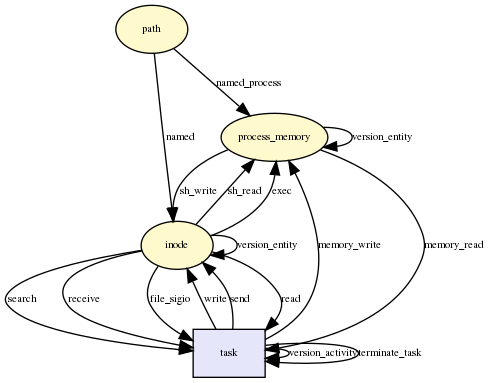 path
named_process
named
process_memory
version_entity
sh_write
sh_read
exec
inode
version_entity
memory_write
memory_read
search
receive
file_sigio
write
send
read
task
version_activity
terminate_task